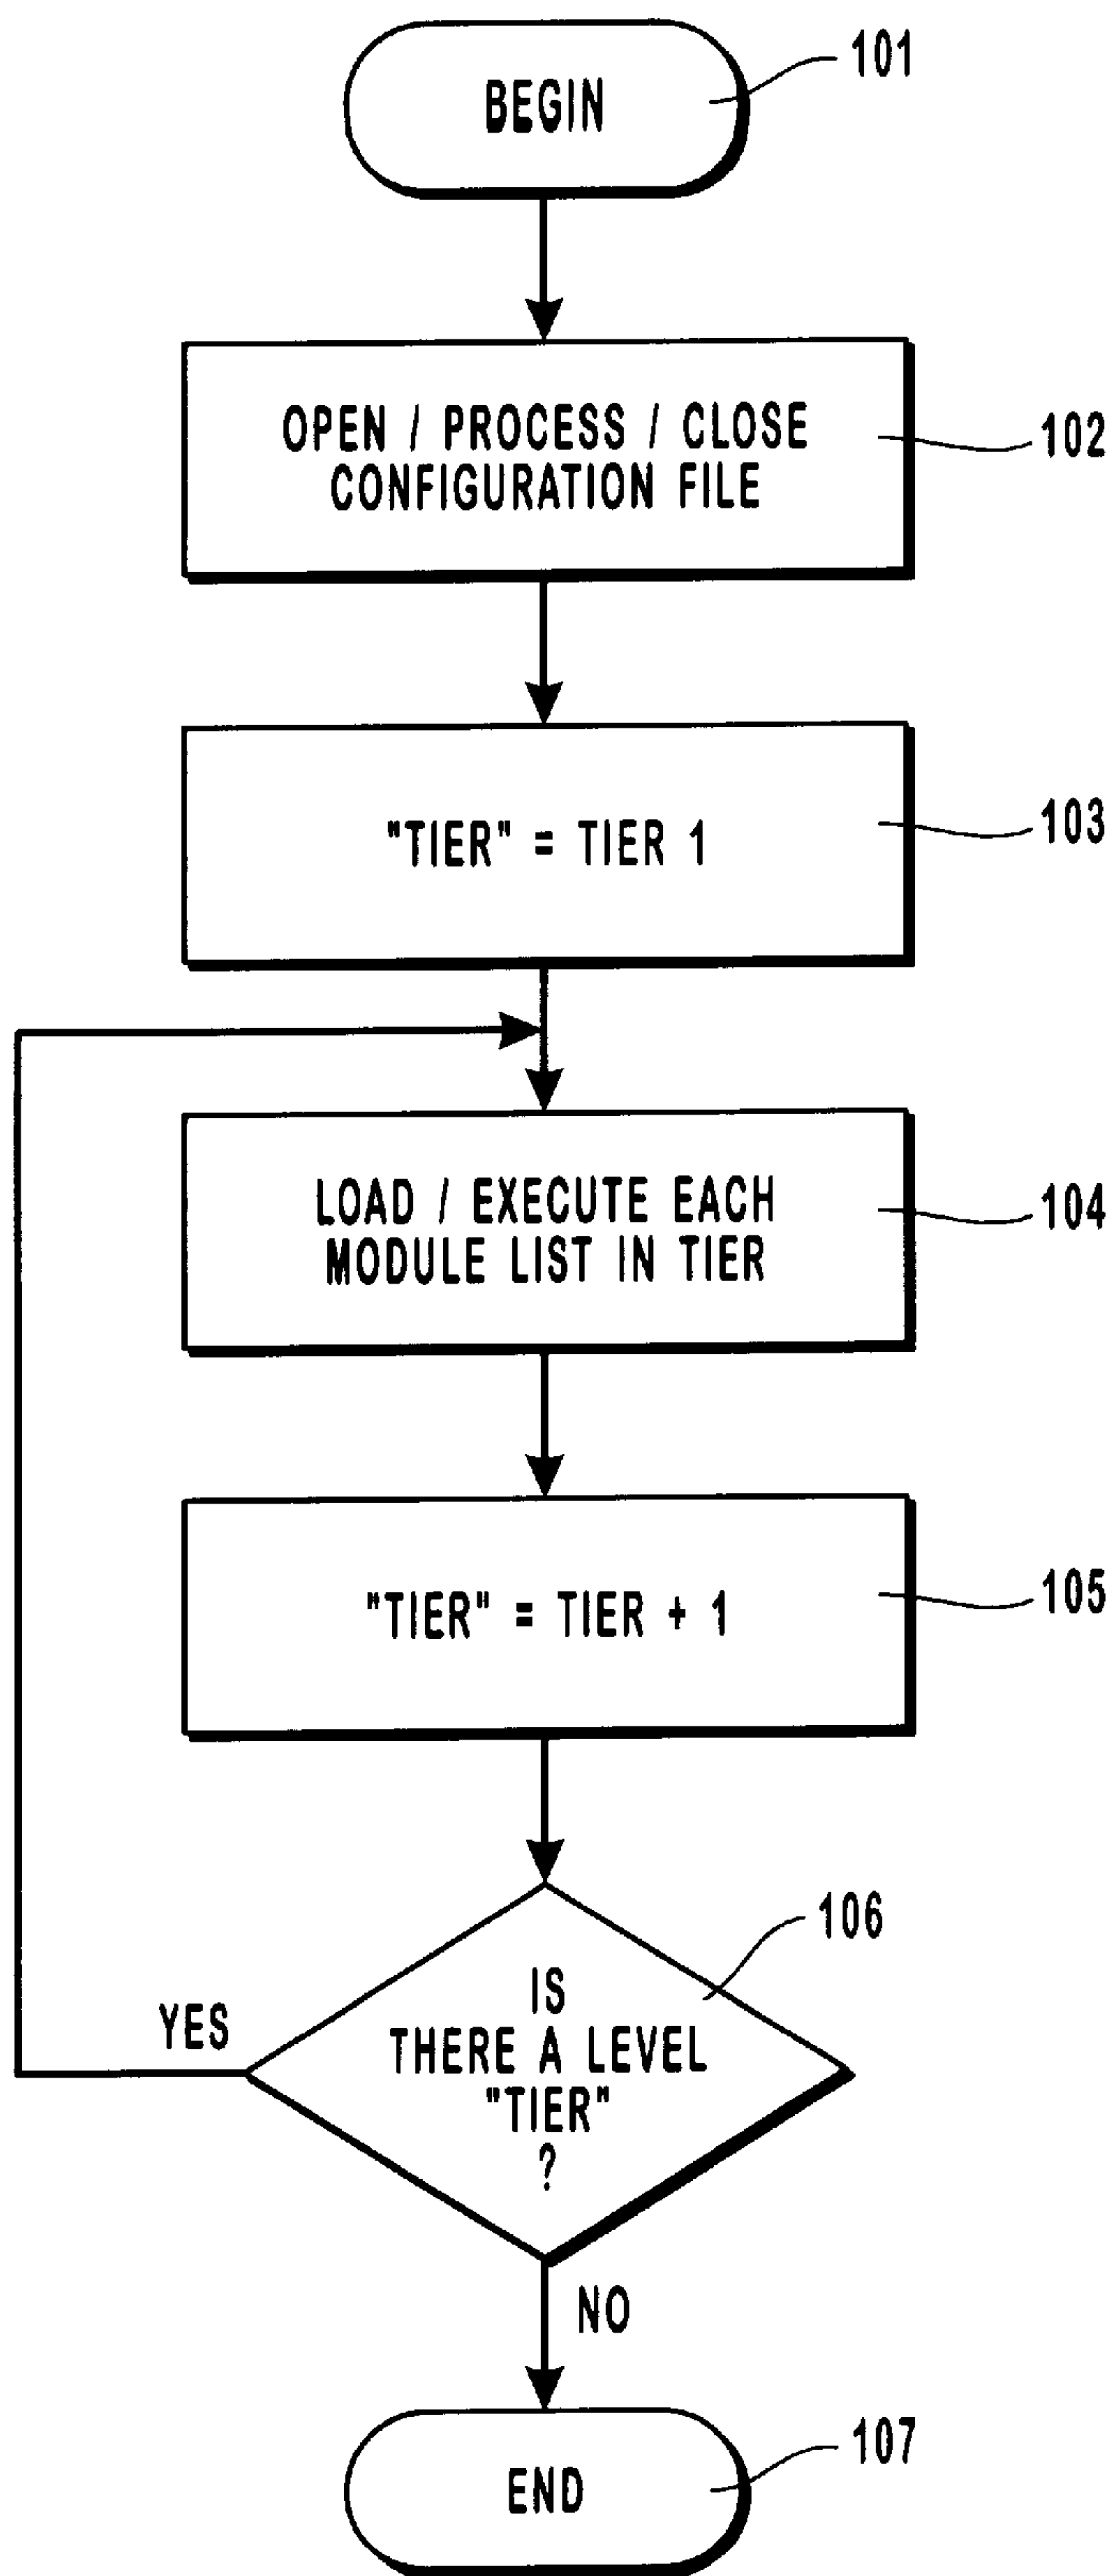 BEGIN
101
OPEN / PROCESS / CLOSE
CONFIGURATION FILE
102
"TIER" = TIER 1
103
LOAD / EXECUTE EACH
MODULE LIST IN TIER
104
"TIER" = TIER + 1
105
106
IS
THERE A LEVEL
"TIER"
?
YES
NO
END
107